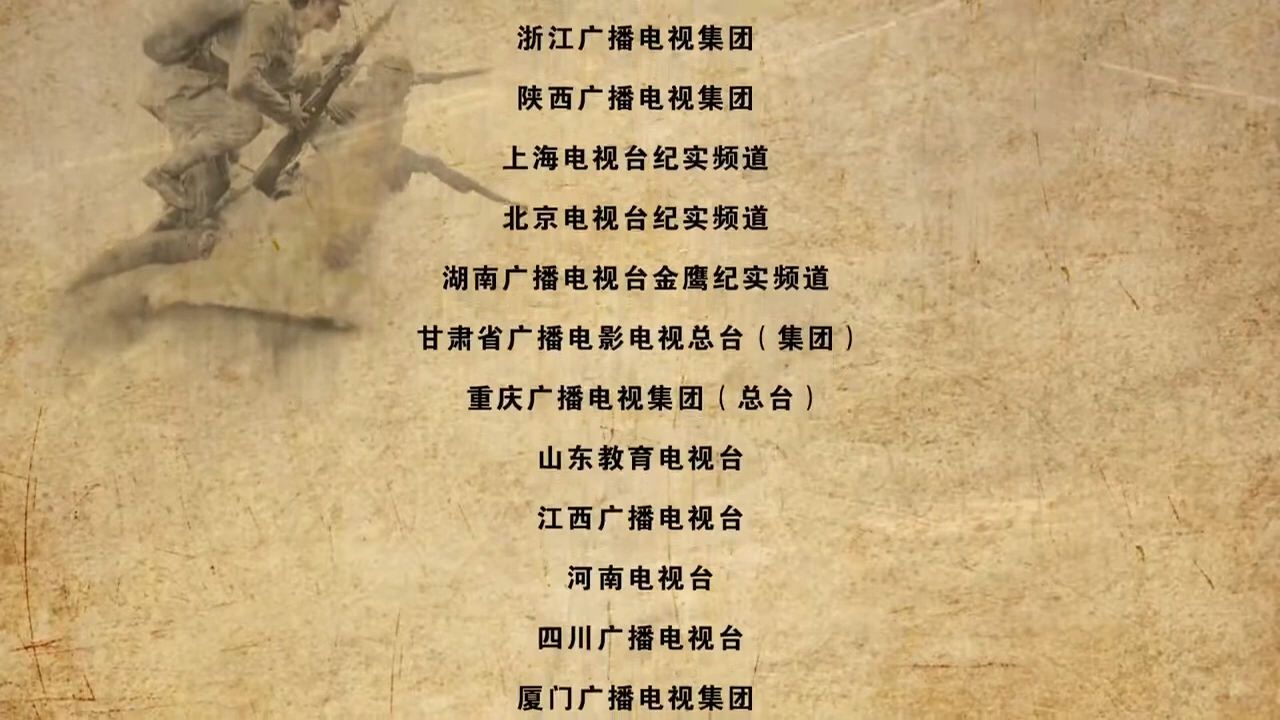 浙江广播电视集团
陕西广播电视集团
上海电视台纪实频道
北京电视台纪实频道
湖南广播电视台金鹰纪实频道
甘肃省广播电影电视总台（集团）
重庆广播电视集团（总台）
山东教育电视台
江西广播电视台
河南电视台
四川广播电视台
厦门广播电视集团